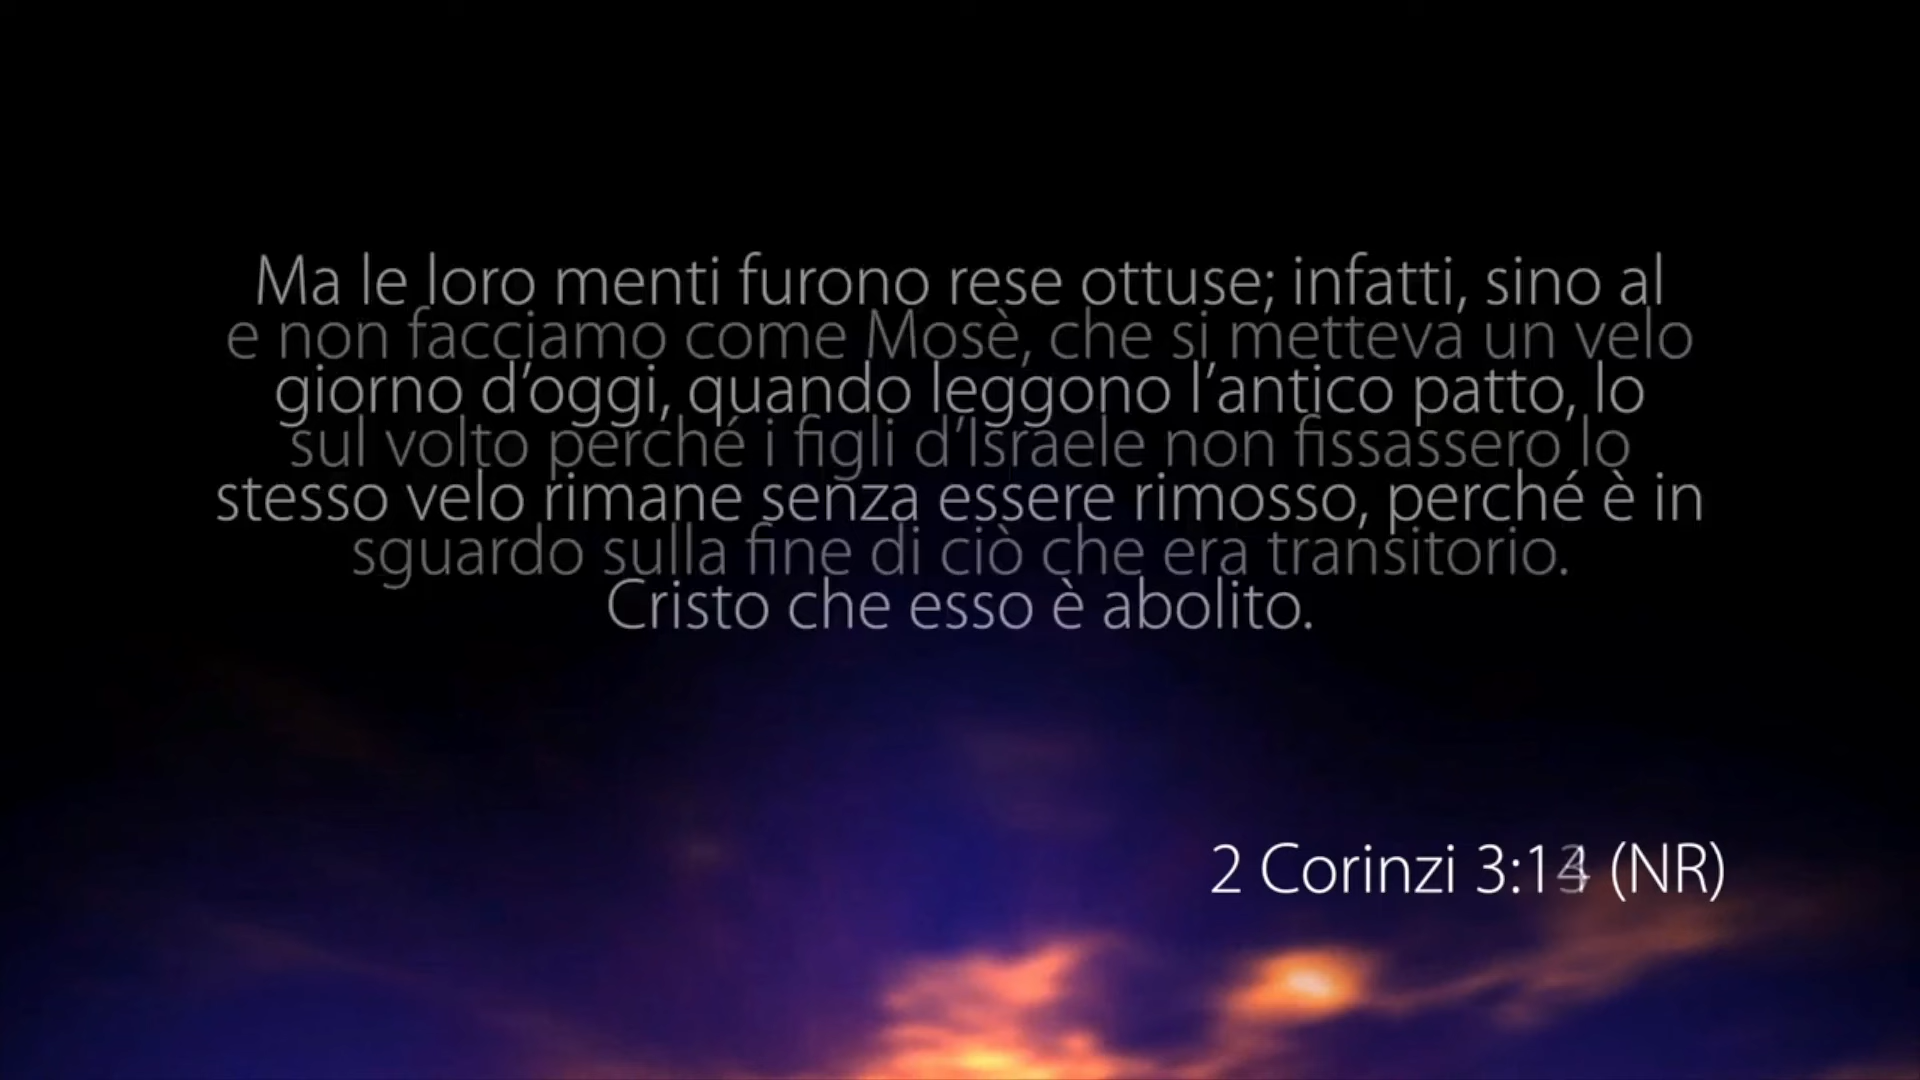 Ma le loro menti furono rese ottuse; infatti, sino al
e non facciamo come Mosè, che si metteva un velo
giorno d’oggi, quando leggono l’antico patto, lo
sul volto perché i figli d’Israele non fissassero lo
stesso velo rimane senza essere rimosso, perché è in
sguardo sulla fine di ciò che era transitorio.
Cristo che esso è abolito.
2 Corinzi 3:14 (NR)